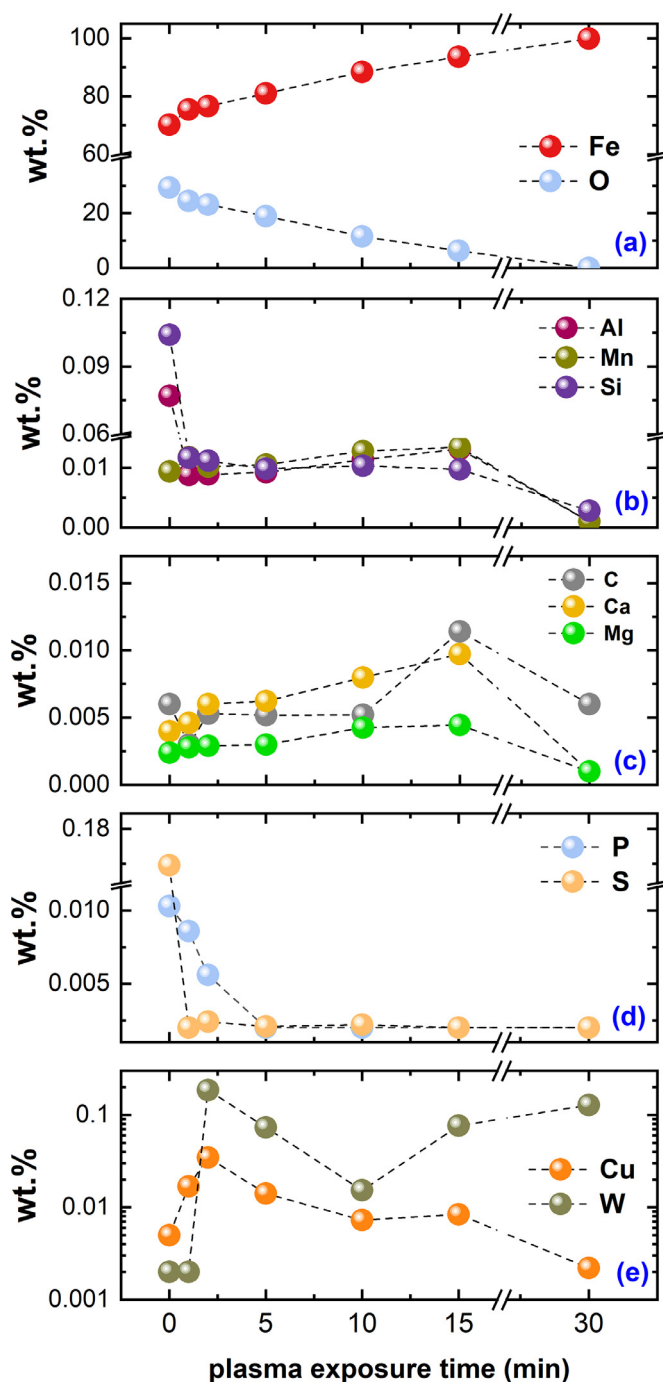 100
80
60
20
0
wt.%
Fe
O
(a)
0.12
0.09
0.06
0.01
0.00
wt.%
Al
Mn
Si
(b)
0.015
0.010
0.005
0.000
wt.%
C
Ca
Mg
(c)
0.18
0.010
0.005
wt.%
P
S
(d)
0.1
0.01
0.001
wt.%
Cu
W
(e)
0 5 10 15 30
plasma exposure time (min)